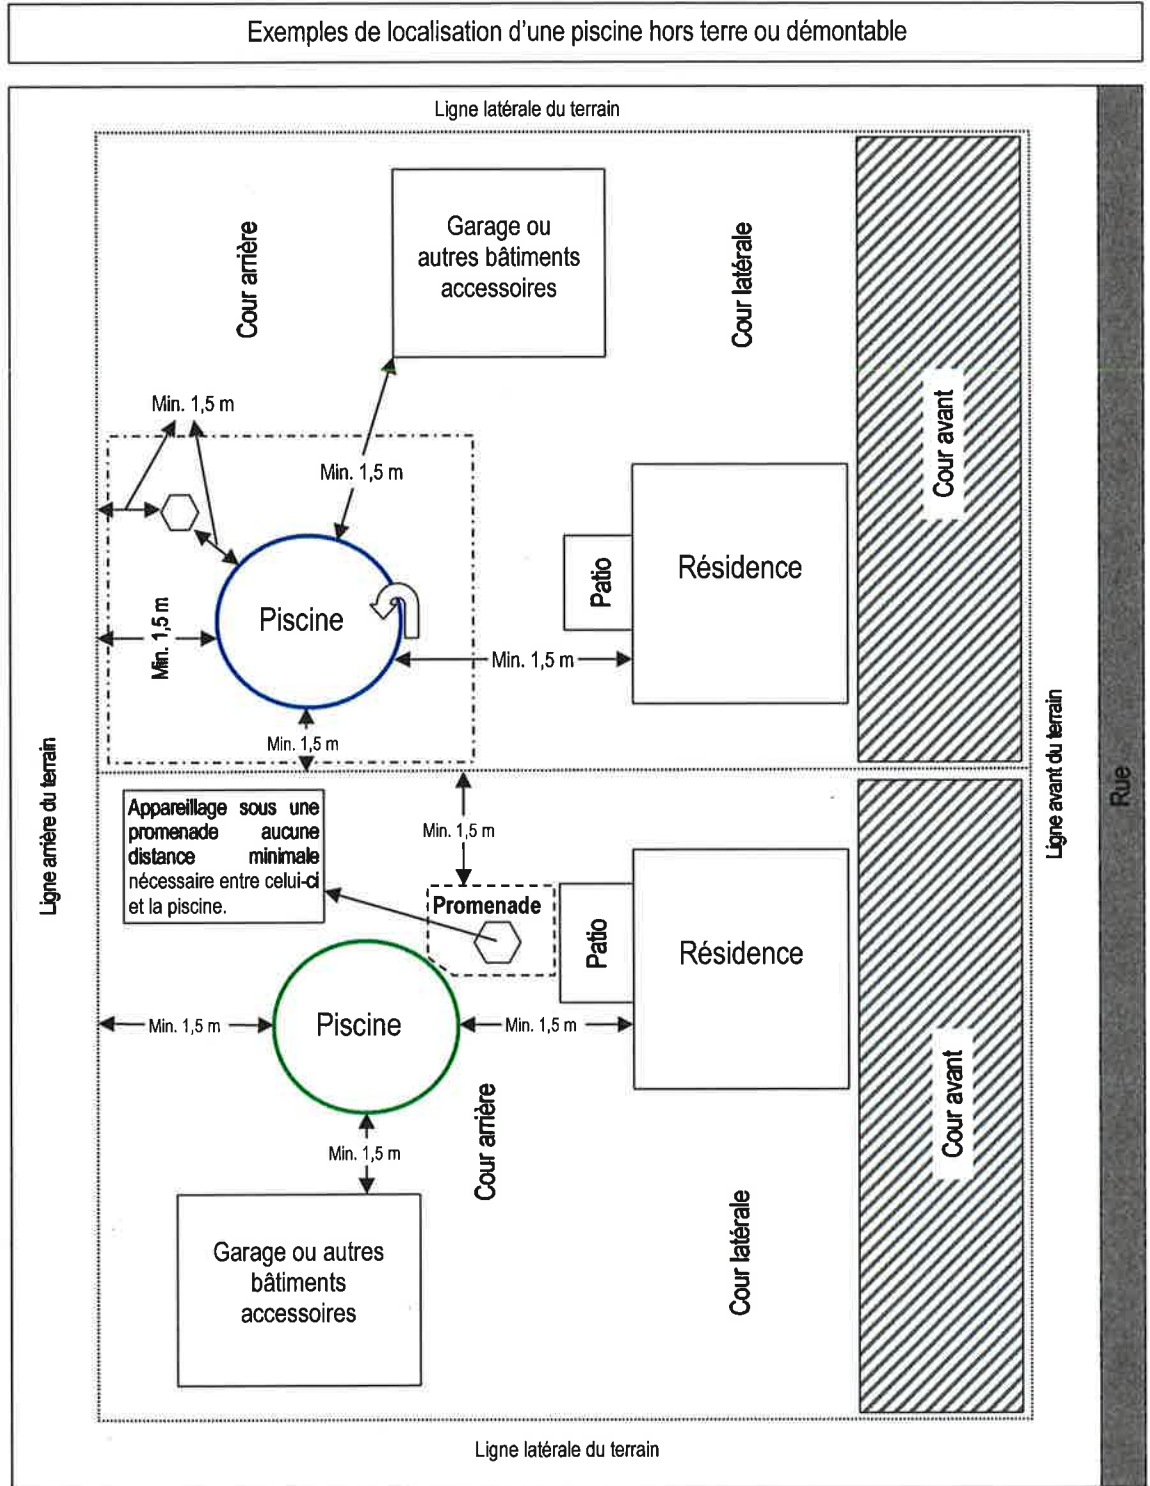 Exemples de localisation d'une piscine hors terre ou démontable
Ligne latérale du terrain
Cour arrière
Garage ou
autres bâtiments
accessoires
Cour latérale
Cour avant
Min. 1,5 m
Min. 1,5 m
Piscine
Min. 1,5 m
Min. 1,5 m
Patio
Résidence
Min. 1,5 m
Ligne arrière du terrain
Ligne avant du terrain
Rue
Appareillage sous une
promenade aucune
distance minimale
nécessaire entre celui-ci
et la piscine.
Min. 1,5 m
Promenade
Patio
Résidence
Min. 1,5 m
Piscine
Min. 1,5 m
Cour avant
Min. 1,5 m
Cour arrière
Cour latérale
Garage ou autres
bâtiments
accessoires
Ligne latérale du terrain